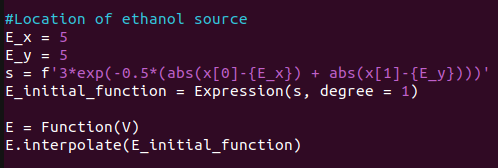 #Location of ethanol source
E_x = 5
E_y = 5
s = f'3*exp(-0.5*(abs(x[0]-{E_x}) + abs(x[1]-{E_y})))'
E_initial_function = Expression(s, degree = 1)
E = Function(V)
E.interpolate(E_initial_function)